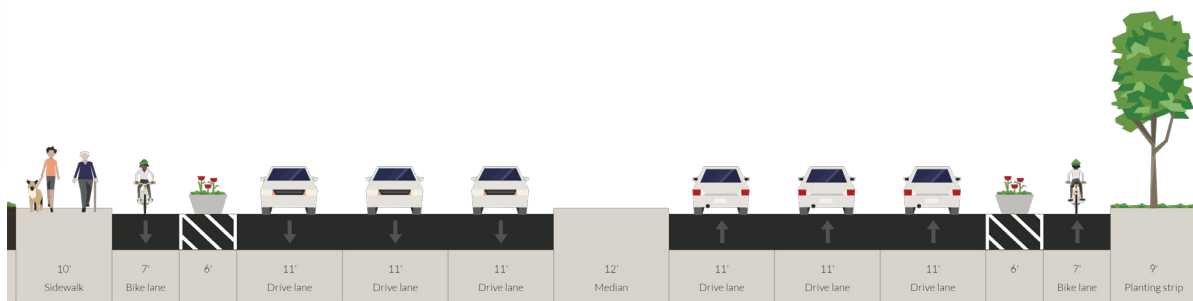 10'
Sidewalk
7'
Bike lane
6'
11'
Drive lane
11'
Drive lane
11'
Drive lane
12'
Median
11'
Drive lane
11'
Drive lane
11'
Drive lane
6'
7'
Bike lane
9'
Planting strip